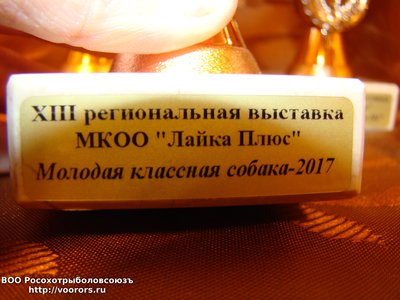 XIII региональная выставка
МКОО "Лайка Плюс"
Молодая классная собака-2017
ВОО Росохотрыболовсоюзъ
http://voorors.ru